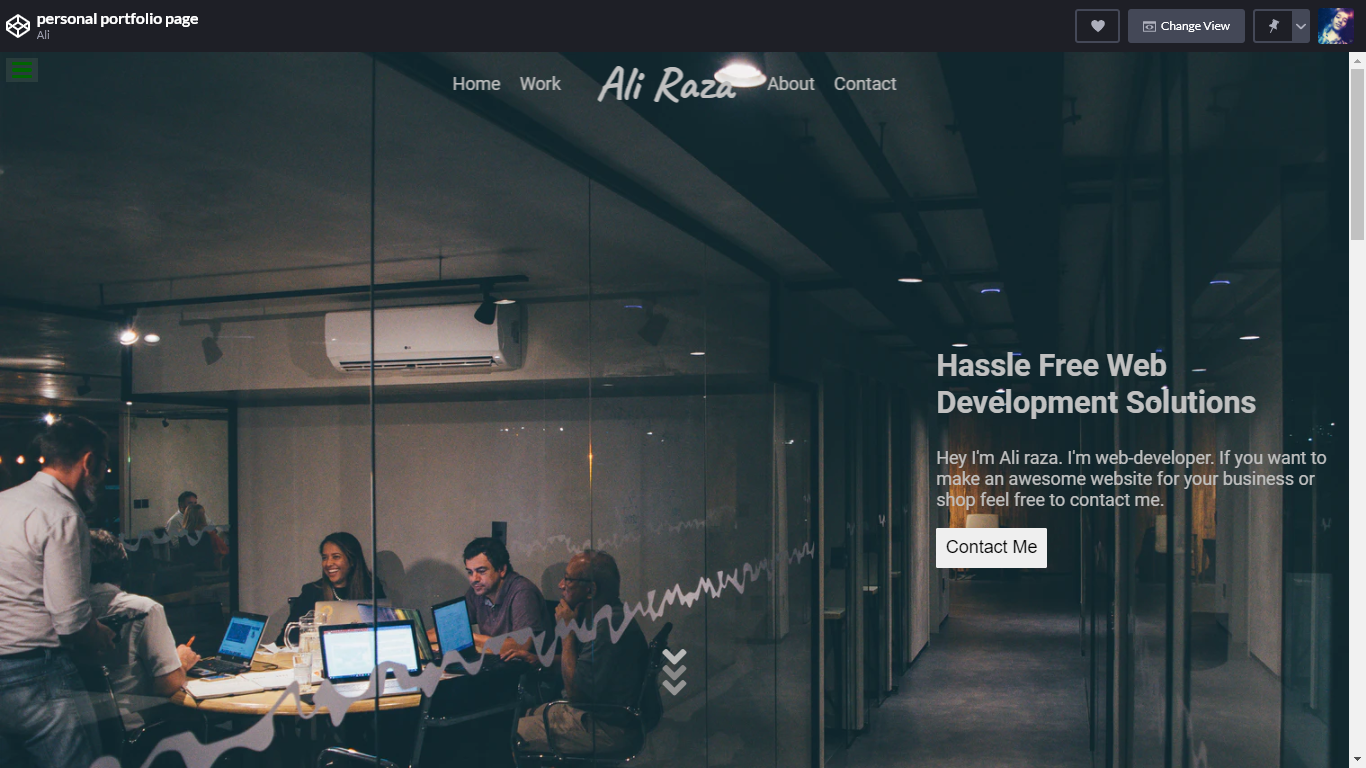 personal portfolio page
Ali
Change View
Home Work Ali Raza About Contact
Hassle Free Web
Development Solutions
Hey I'm Ali raza. I'm web-developer. If you want to
make an awesome website for your business or
shop feel free to contact me.
Contact Me